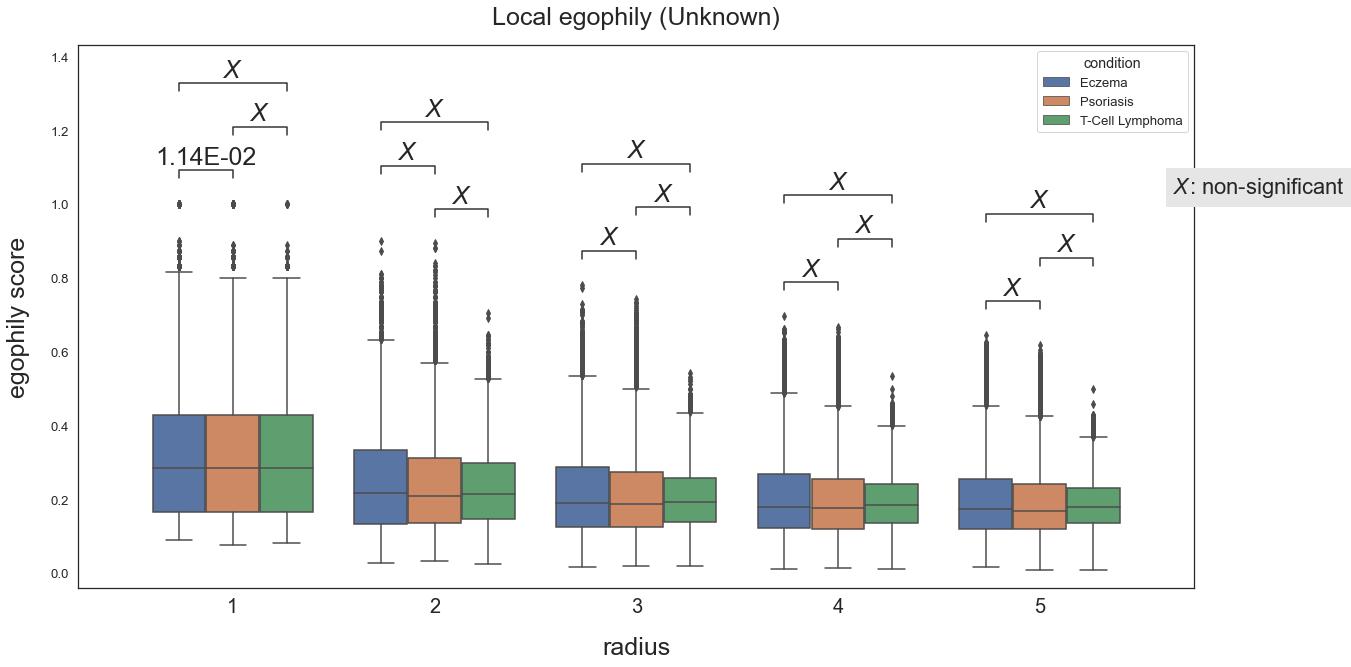 Local egophily (Unknown)
egophily score
1.4
1.2
1.0
0.8
0.6
0.4
0.2
0.0
condition
Eczema
Psoriasis
T-Cell Lymphoma
X: non-significant
X
X
1.14E-02
X
X
X
X
X
X
X
X
X
X
X
X
1
2
3
4
5
radius